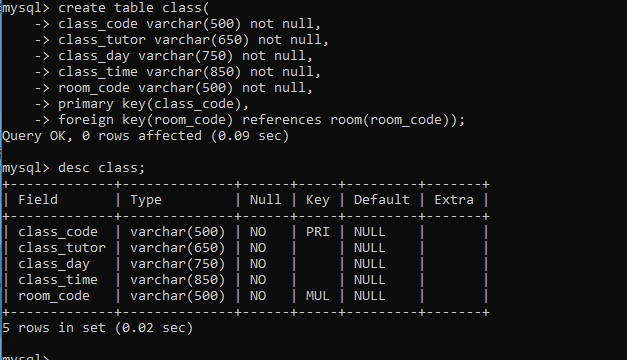 mysql> create table class(
    -> class_code varchar(500) not null,
    -> class_tutor varchar(650) not null,
    -> class_day varchar(750) not null,
    -> class_time varchar(850) not null,
    -> room_code varchar(500) not null,
    -> primary key(class_code),
    -> foreign key(room_code) references room(room_code));
Query OK, 0 rows affected (0.09 sec)

mysql> desc class;
+-------------+--------------+------+-----+---------+-------+
| Field       | Type         | Null | Key | Default | Extra |
+-------------+--------------+------+-----+---------+-------+
| class_code  | varchar(500) | NO   | PRI | NULL    |       |
| class_tutor | varchar(650) | NO   |     | NULL    |       |
| class_day   | varchar(750) | NO   |     | NULL    |       |
| class_time  | varchar(850) | NO   |     | NULL    |       |
| room_code   | varchar(500) | NO   | MUL | NULL    |       |
+-------------+--------------+------+-----+---------+-------+
5 rows in set (0.02 sec)

mysql>